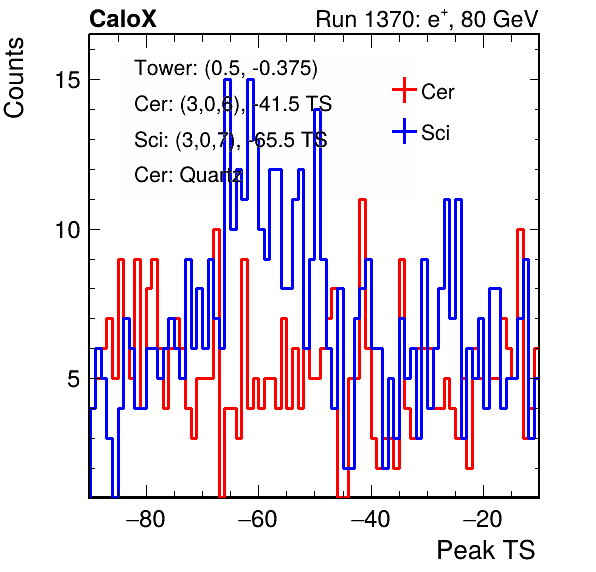 CaloX Run 1370: e+, 80 GeV
Counts
Tower: (0.5, -0.375)
Cer: (3,0,6), -41.5 TS
Sci: (3,0,7), -65.5 TS
Cer: Quartz
Cer
Sci
15
10
5
−80 −60 −40 −20
Peak TS